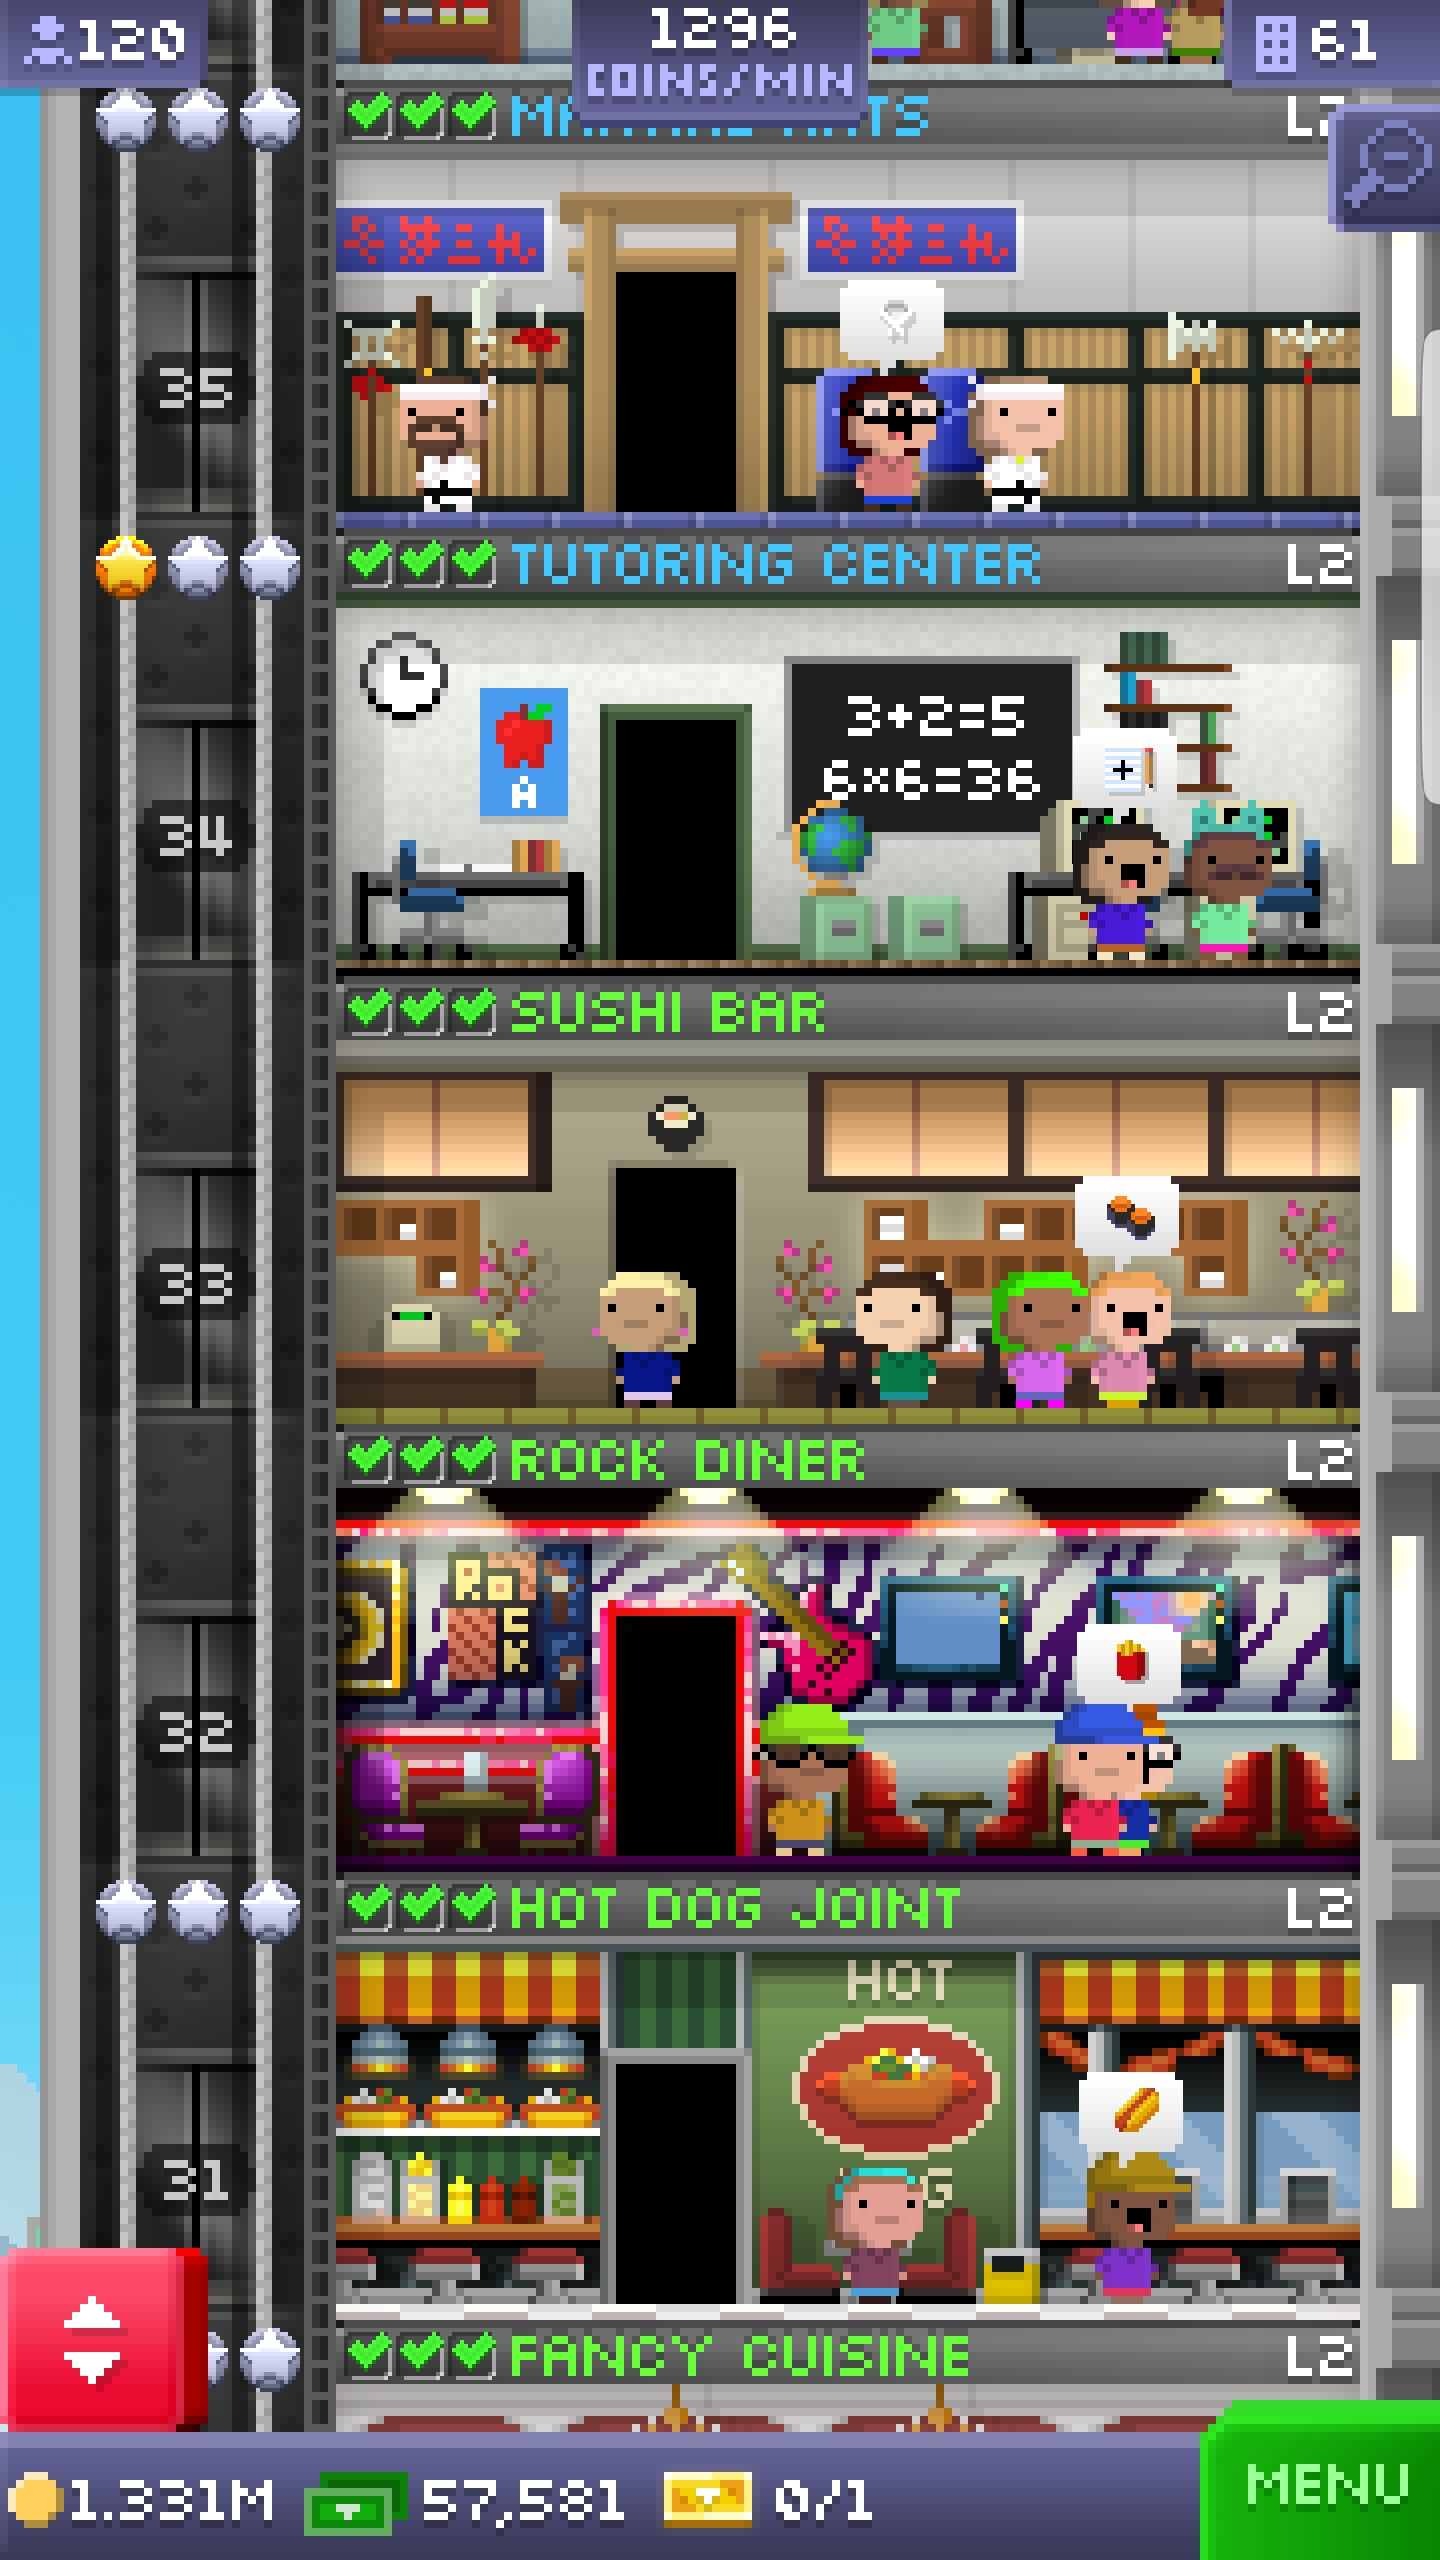 120
1296
COINS/MIN
61
L2
35
TUTORING CENTER
L2
3+2=5
6×6=36
A
34
SUSHI BAR
L2
33
ROCK DINER
L2
ROCK
32
HOT DOG JOINT
L2
HOT
31
FANCY CUISINE
L2
1.331M
57,581
0/1
MENU